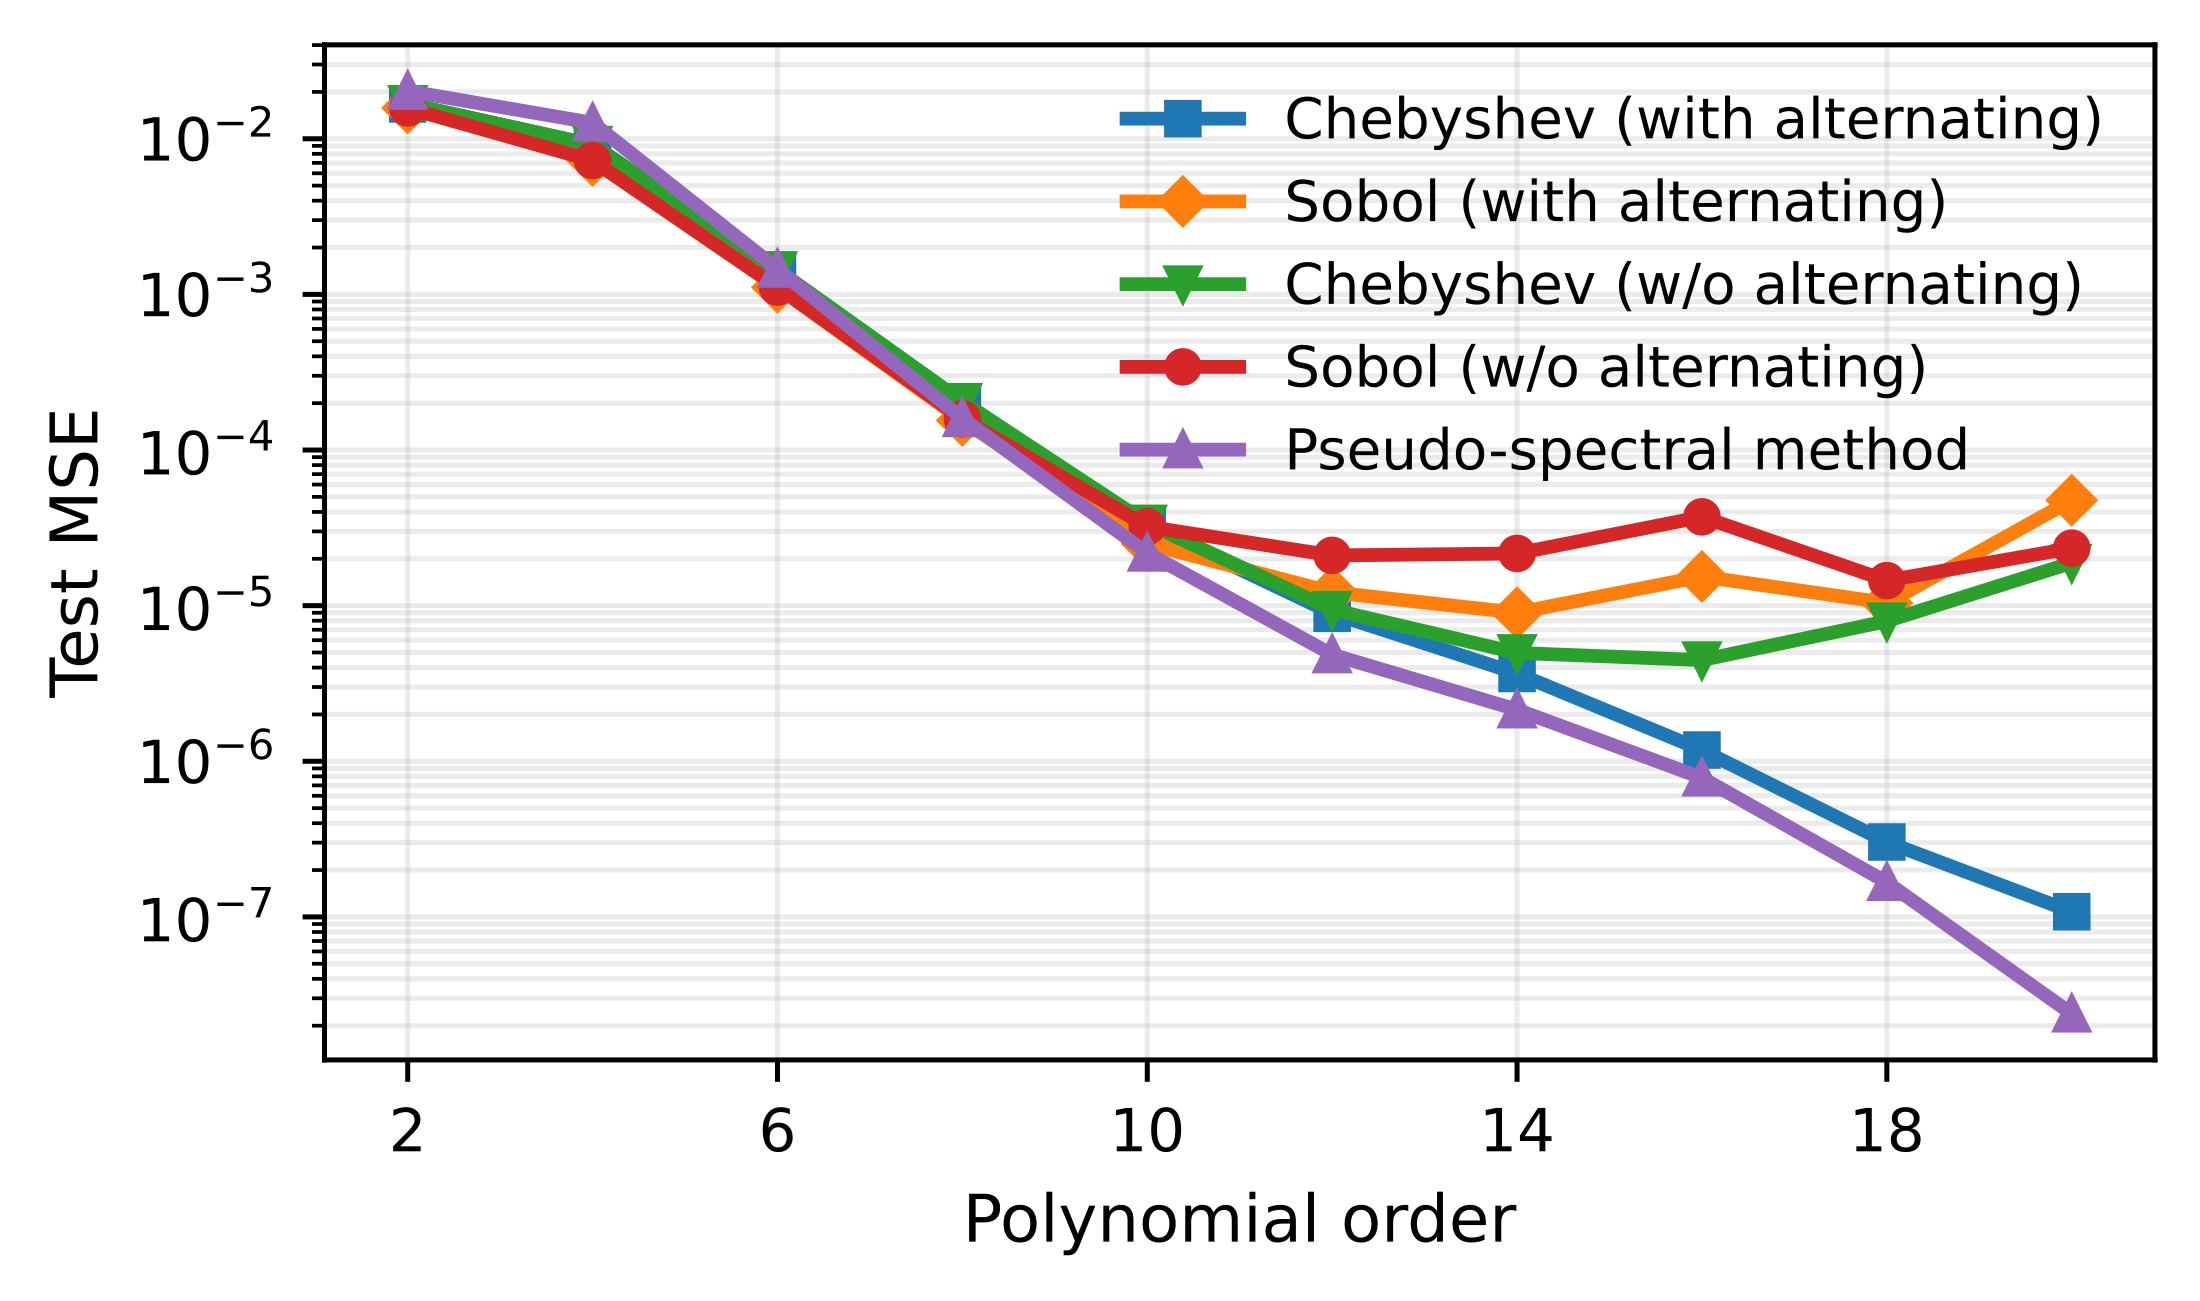 Chebyshev (with alternating)
Sobol (with alternating)
Chebyshev (w/o alternating)
Sobol (w/o alternating)
Pseudo-spectral method
Test MSE
10⁻²
10⁻³
10⁻⁴
10⁻⁵
10⁻⁶
10⁻⁷
2 6 10 14 18
Polynomial order